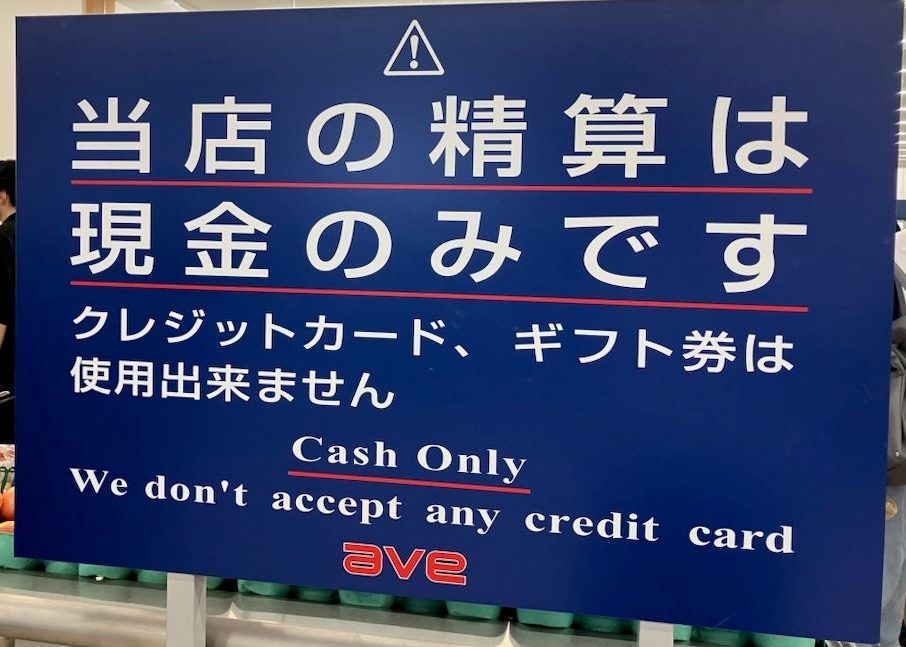 当店の精算は
現金のみです
クレジットカード、ギフト券は
使用出来ません
Cash Only
We don't accept any credit card
ave